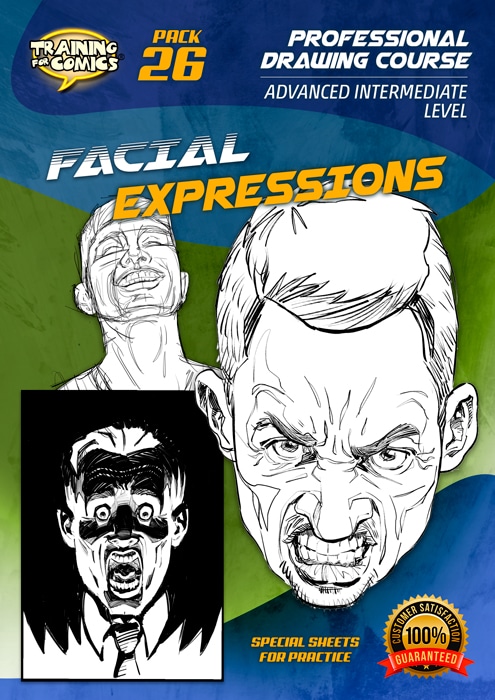 TRAINING
FOR COMICS
PACK
26
PROFESSIONAL
DRAWING COURSE
ADVANCED INTERMEDIATE
LEVEL
FACIAL
EXPRESSIONS
SPECIAL SHEETS
FOR PRACTICE
CUSTOMER SATISFACTION
100%
GUARANTEED